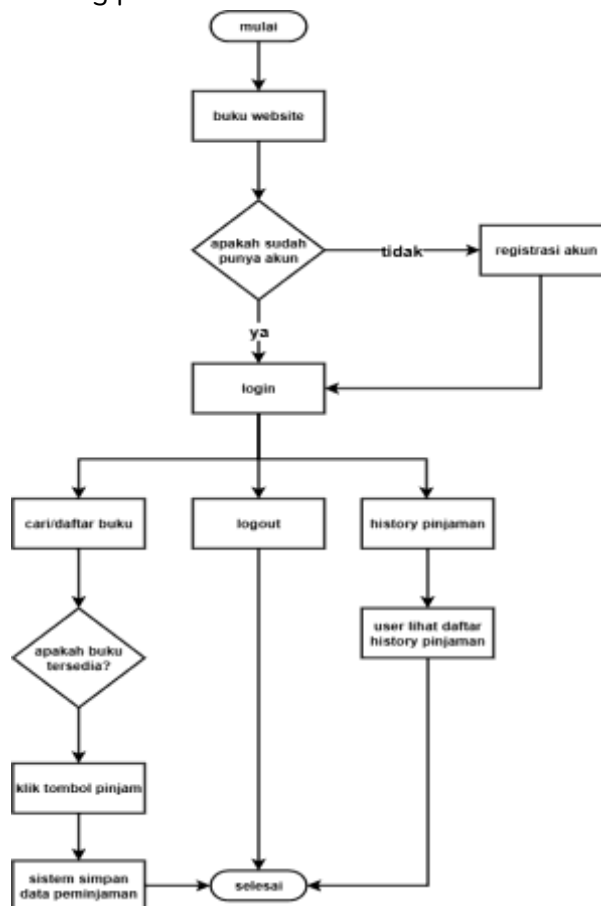 mulai
buku website
apakah sudah
punya akun
tidak
registrasi akun
ya
login
cari/daftar buku
logout
history pinjaman
user lihat daftar
history pinjaman
apakah buku
tersedia?
klik tombol pinjam
sistem simpan
data peminjaman
selesai